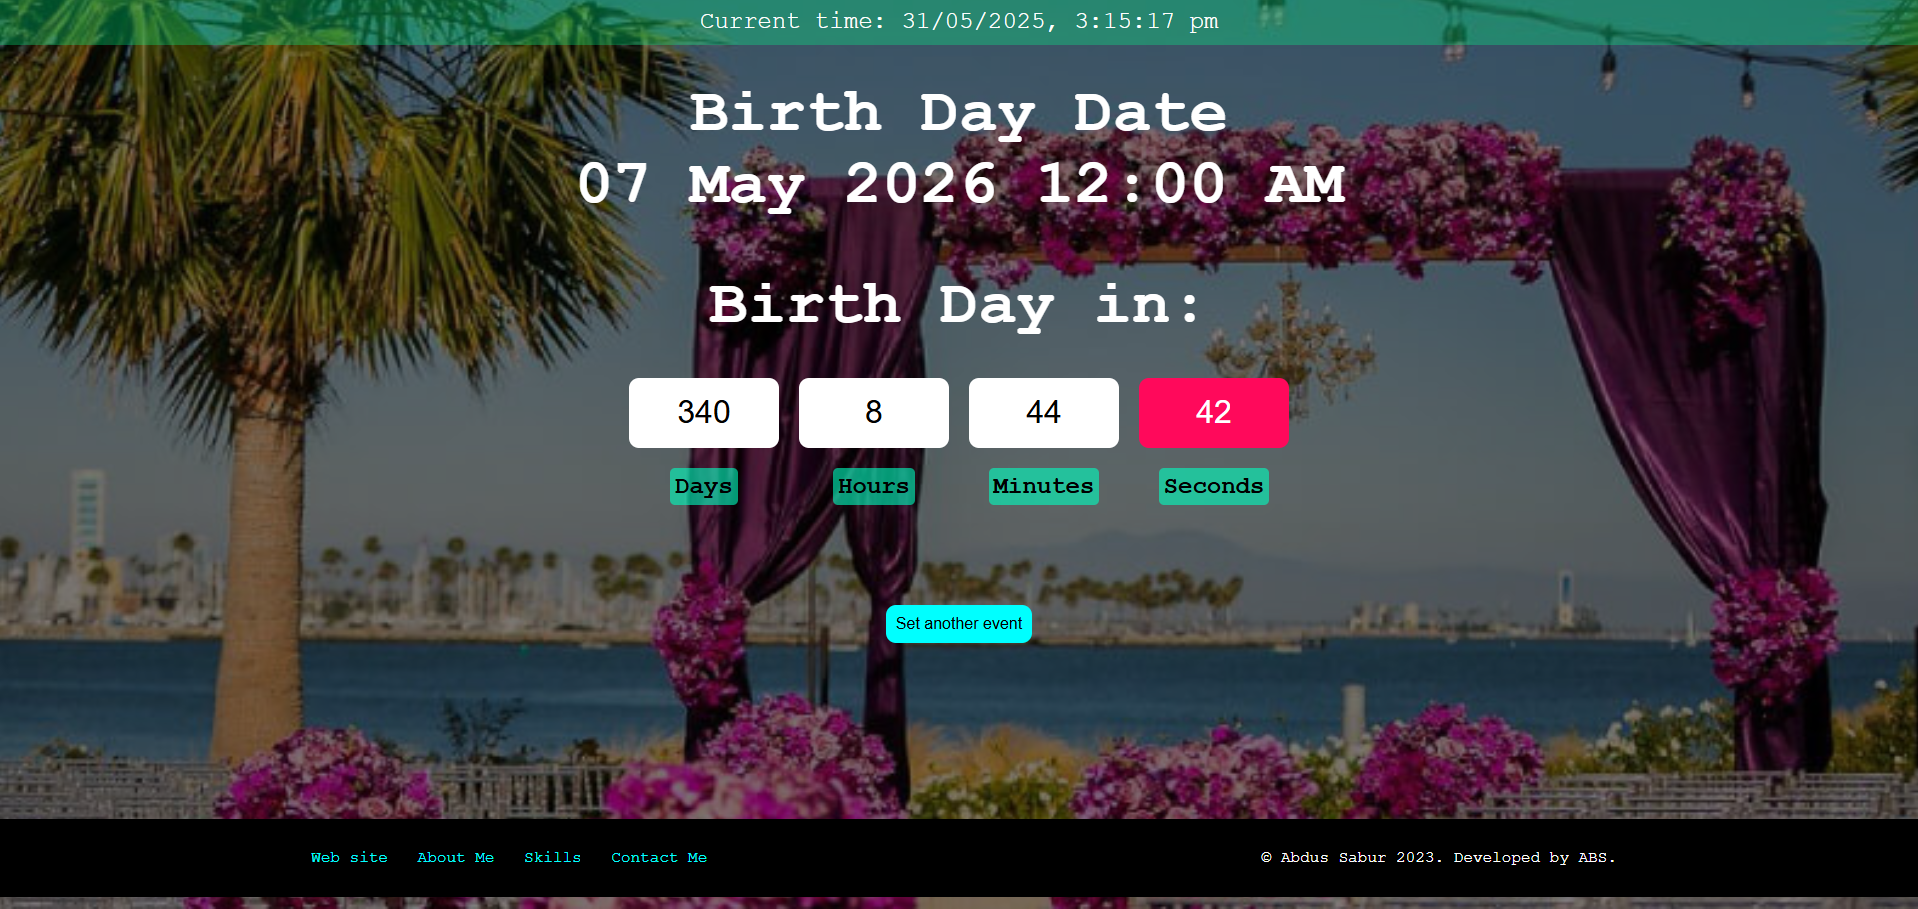 Current time: 31/05/2025, 3:15:17 pm
Birth Day Date
07 May 2026 12:00 AM
Birth Day in:
340 8 44 42
Days Hours Minutes Seconds
Set another event
Web site About Me Skills Contact Me © Abdus Sabur 2023. Developed by ABS.